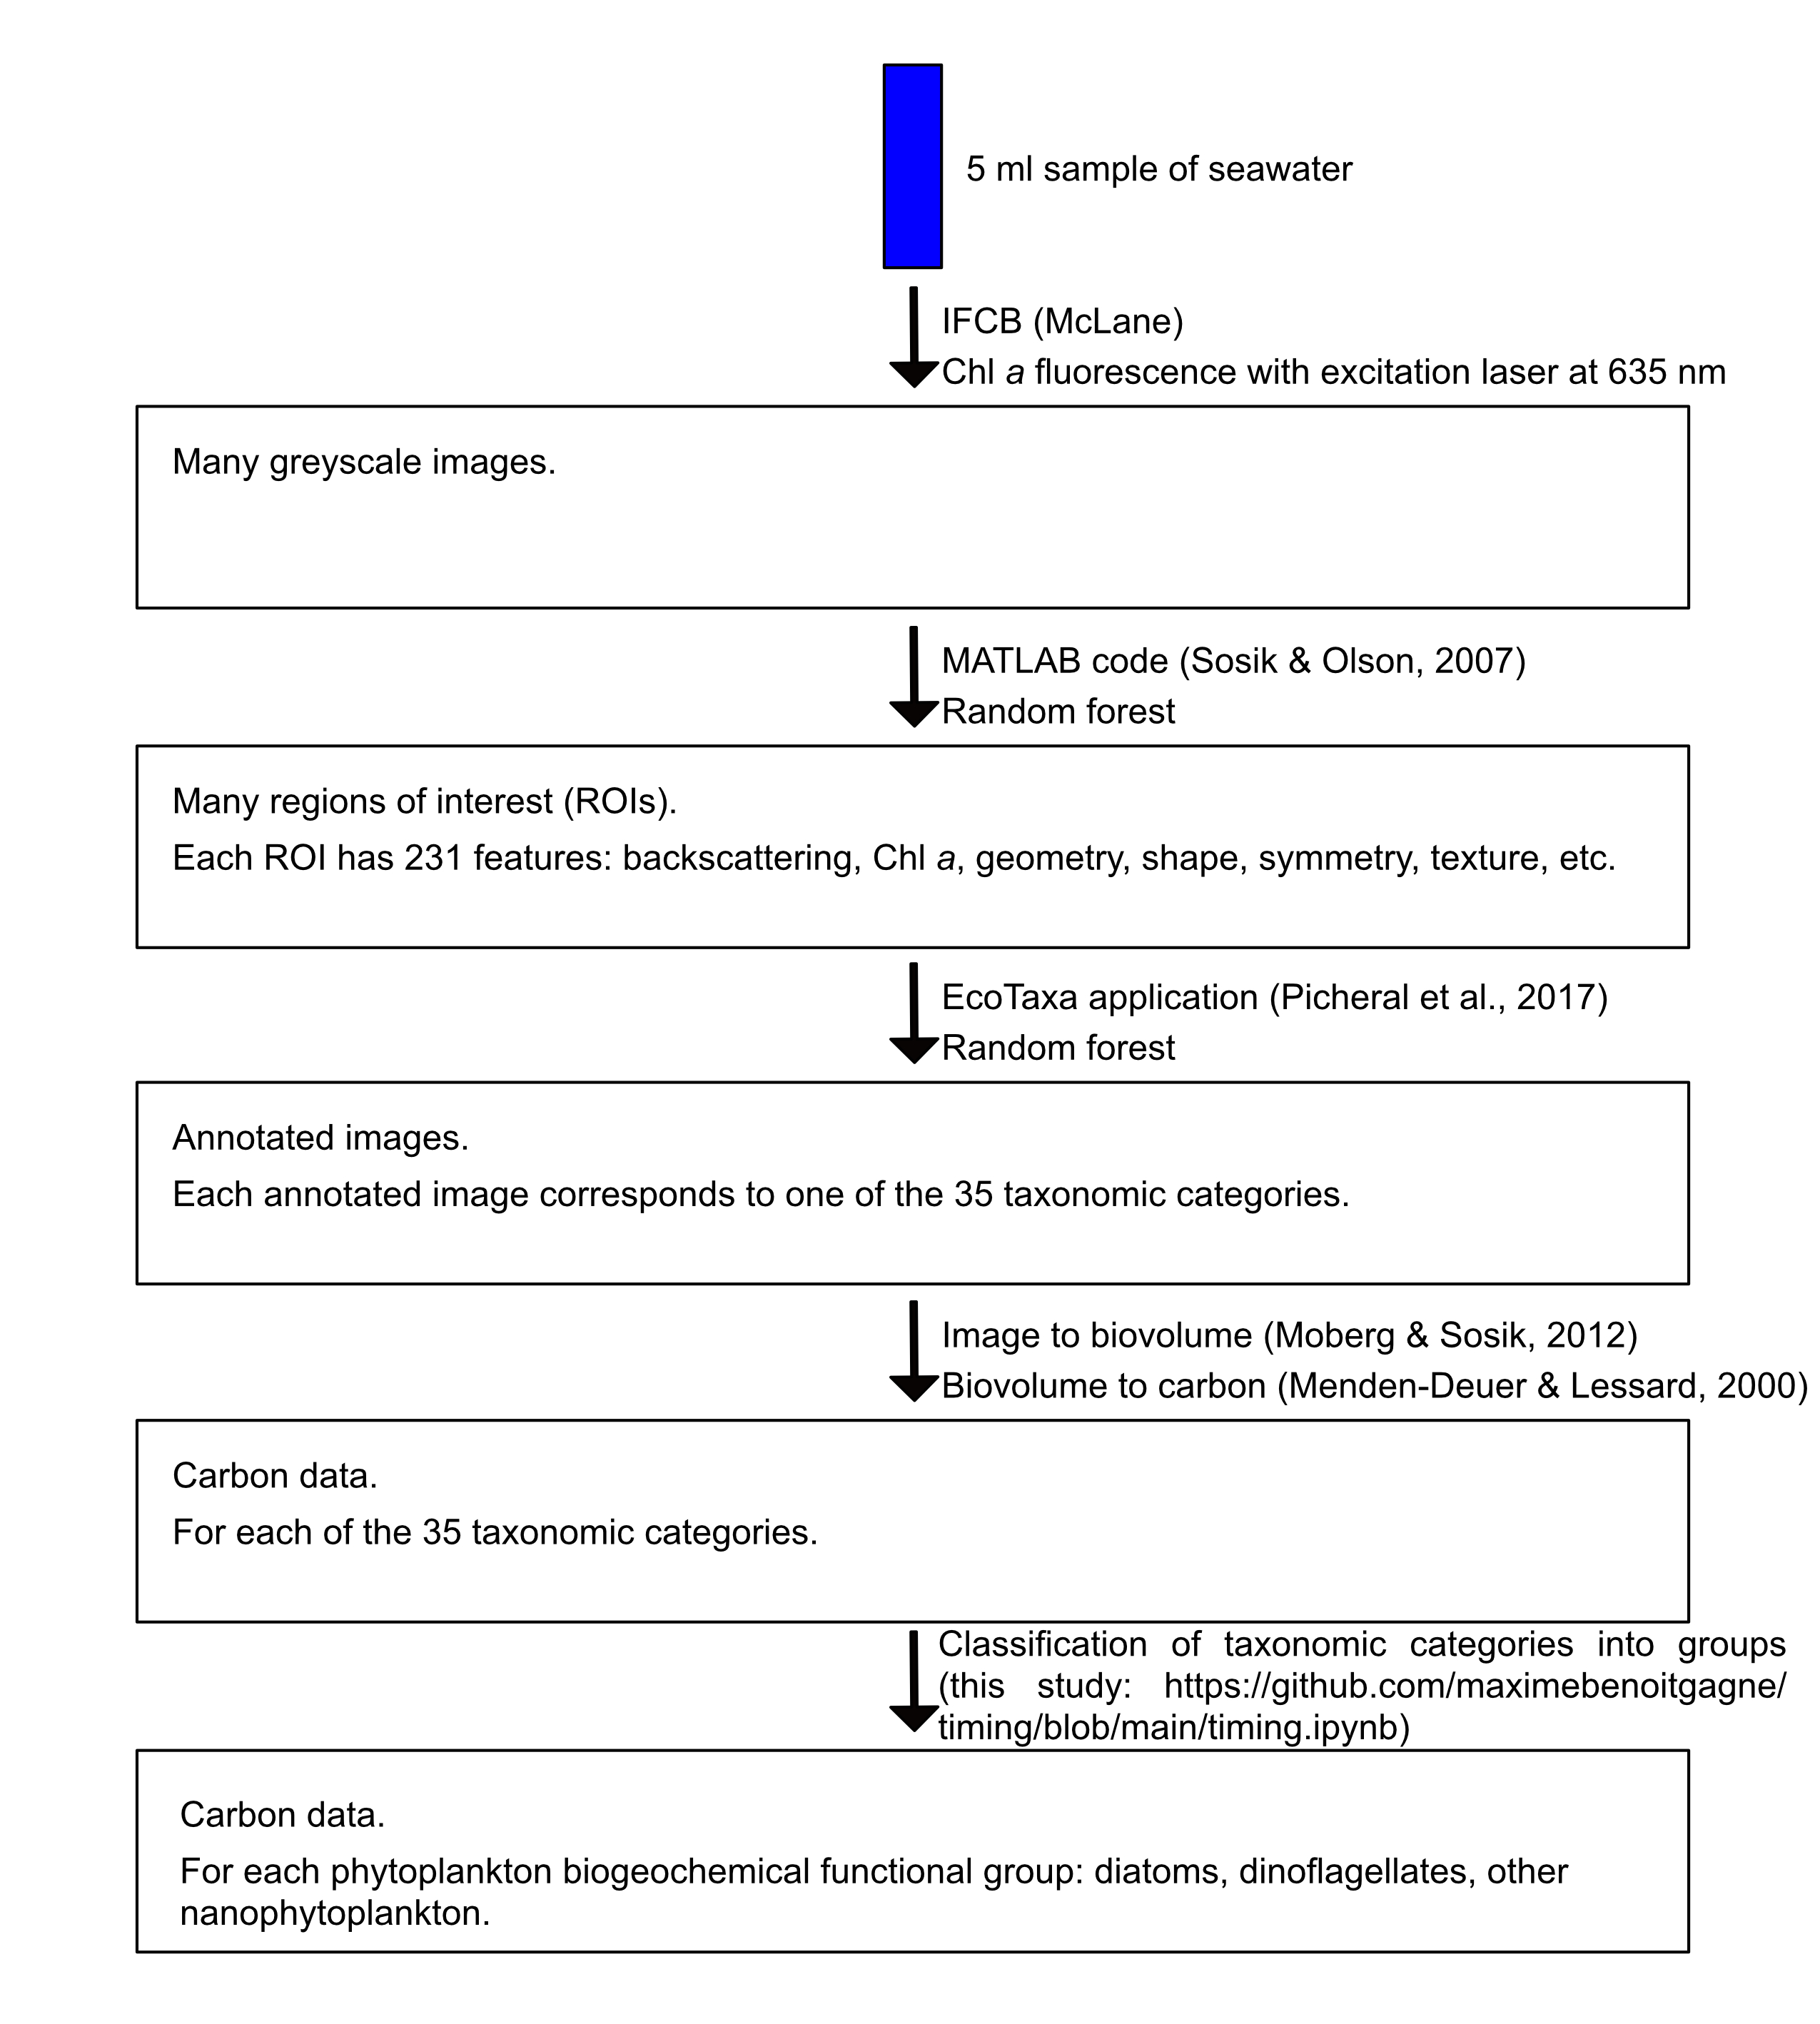 5 ml sample of seawater
IFCB (McLane)
Chl a fluorescence with excitation laser at 635 nm
Many greyscale images.
MATLAB code (Sosik & Olson, 2007)
Random forest
Many regions of interest (ROIs).
Each ROI has 231 features: backscattering, Chl a, geometry, shape, symmetry, texture, etc.
EcoTaxa application (Picheral et al., 2017)
Random forest
Annotated images.
Each annotated image corresponds to one of the 35 taxonomic categories.
Image to biovolume (Moberg & Sosik, 2012)
Biovolume to carbon (Menden-Deuer & Lessard, 2000)
Carbon data.
For each of the 35 taxonomic categories.
Classification of taxonomic categories into groups
(this study: https://github.com/maximebenoitgagne/
timing/blob/main/timing.ipynb)
Carbon data.
For each phytoplankton biogeochemical functional group: diatoms, dinoflagellates, other
nanophytoplankton.